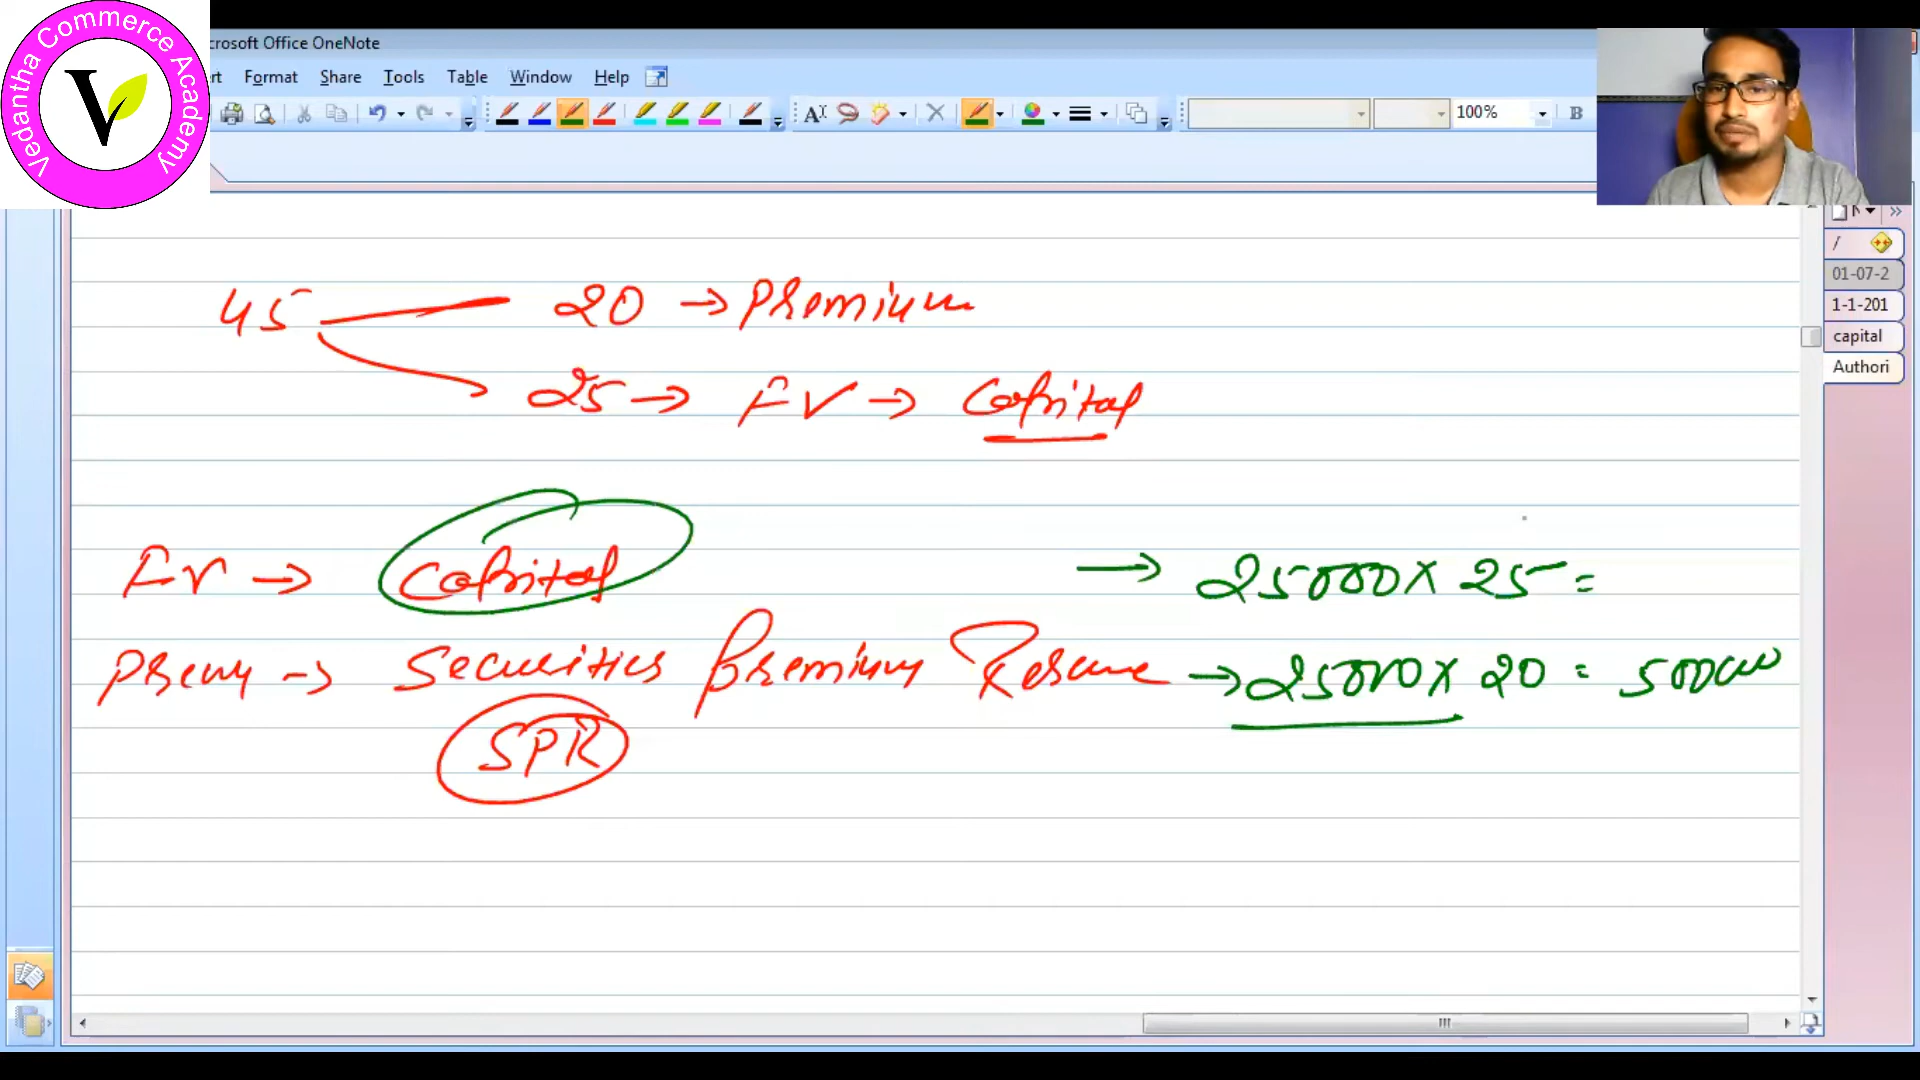 Vedantha Commerce Academy
V
crosoft Office OneNote
rt Format Share Tools Table Window Help
100% B
01-07-2
1-1-201
capital
Authori
45 20 → Premium
25 → FV → Capital
FV → Capital → 25000 × 25 =
Prem → Securities Premium Reserve → 25000 × 20 = 500000
SPR